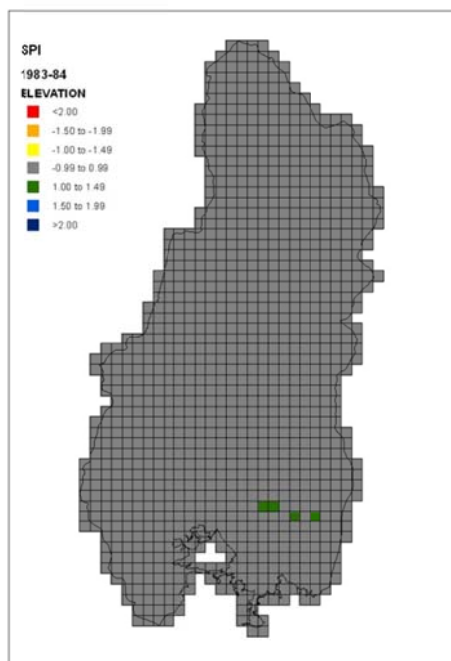 SPI
1983-84
ELEVATION
<2.00
-1.50 to -1.99
-1.00 to -1.49
-0.99 to 0.99
1.00 to 1.49
1.50 to 1.99
>2.00